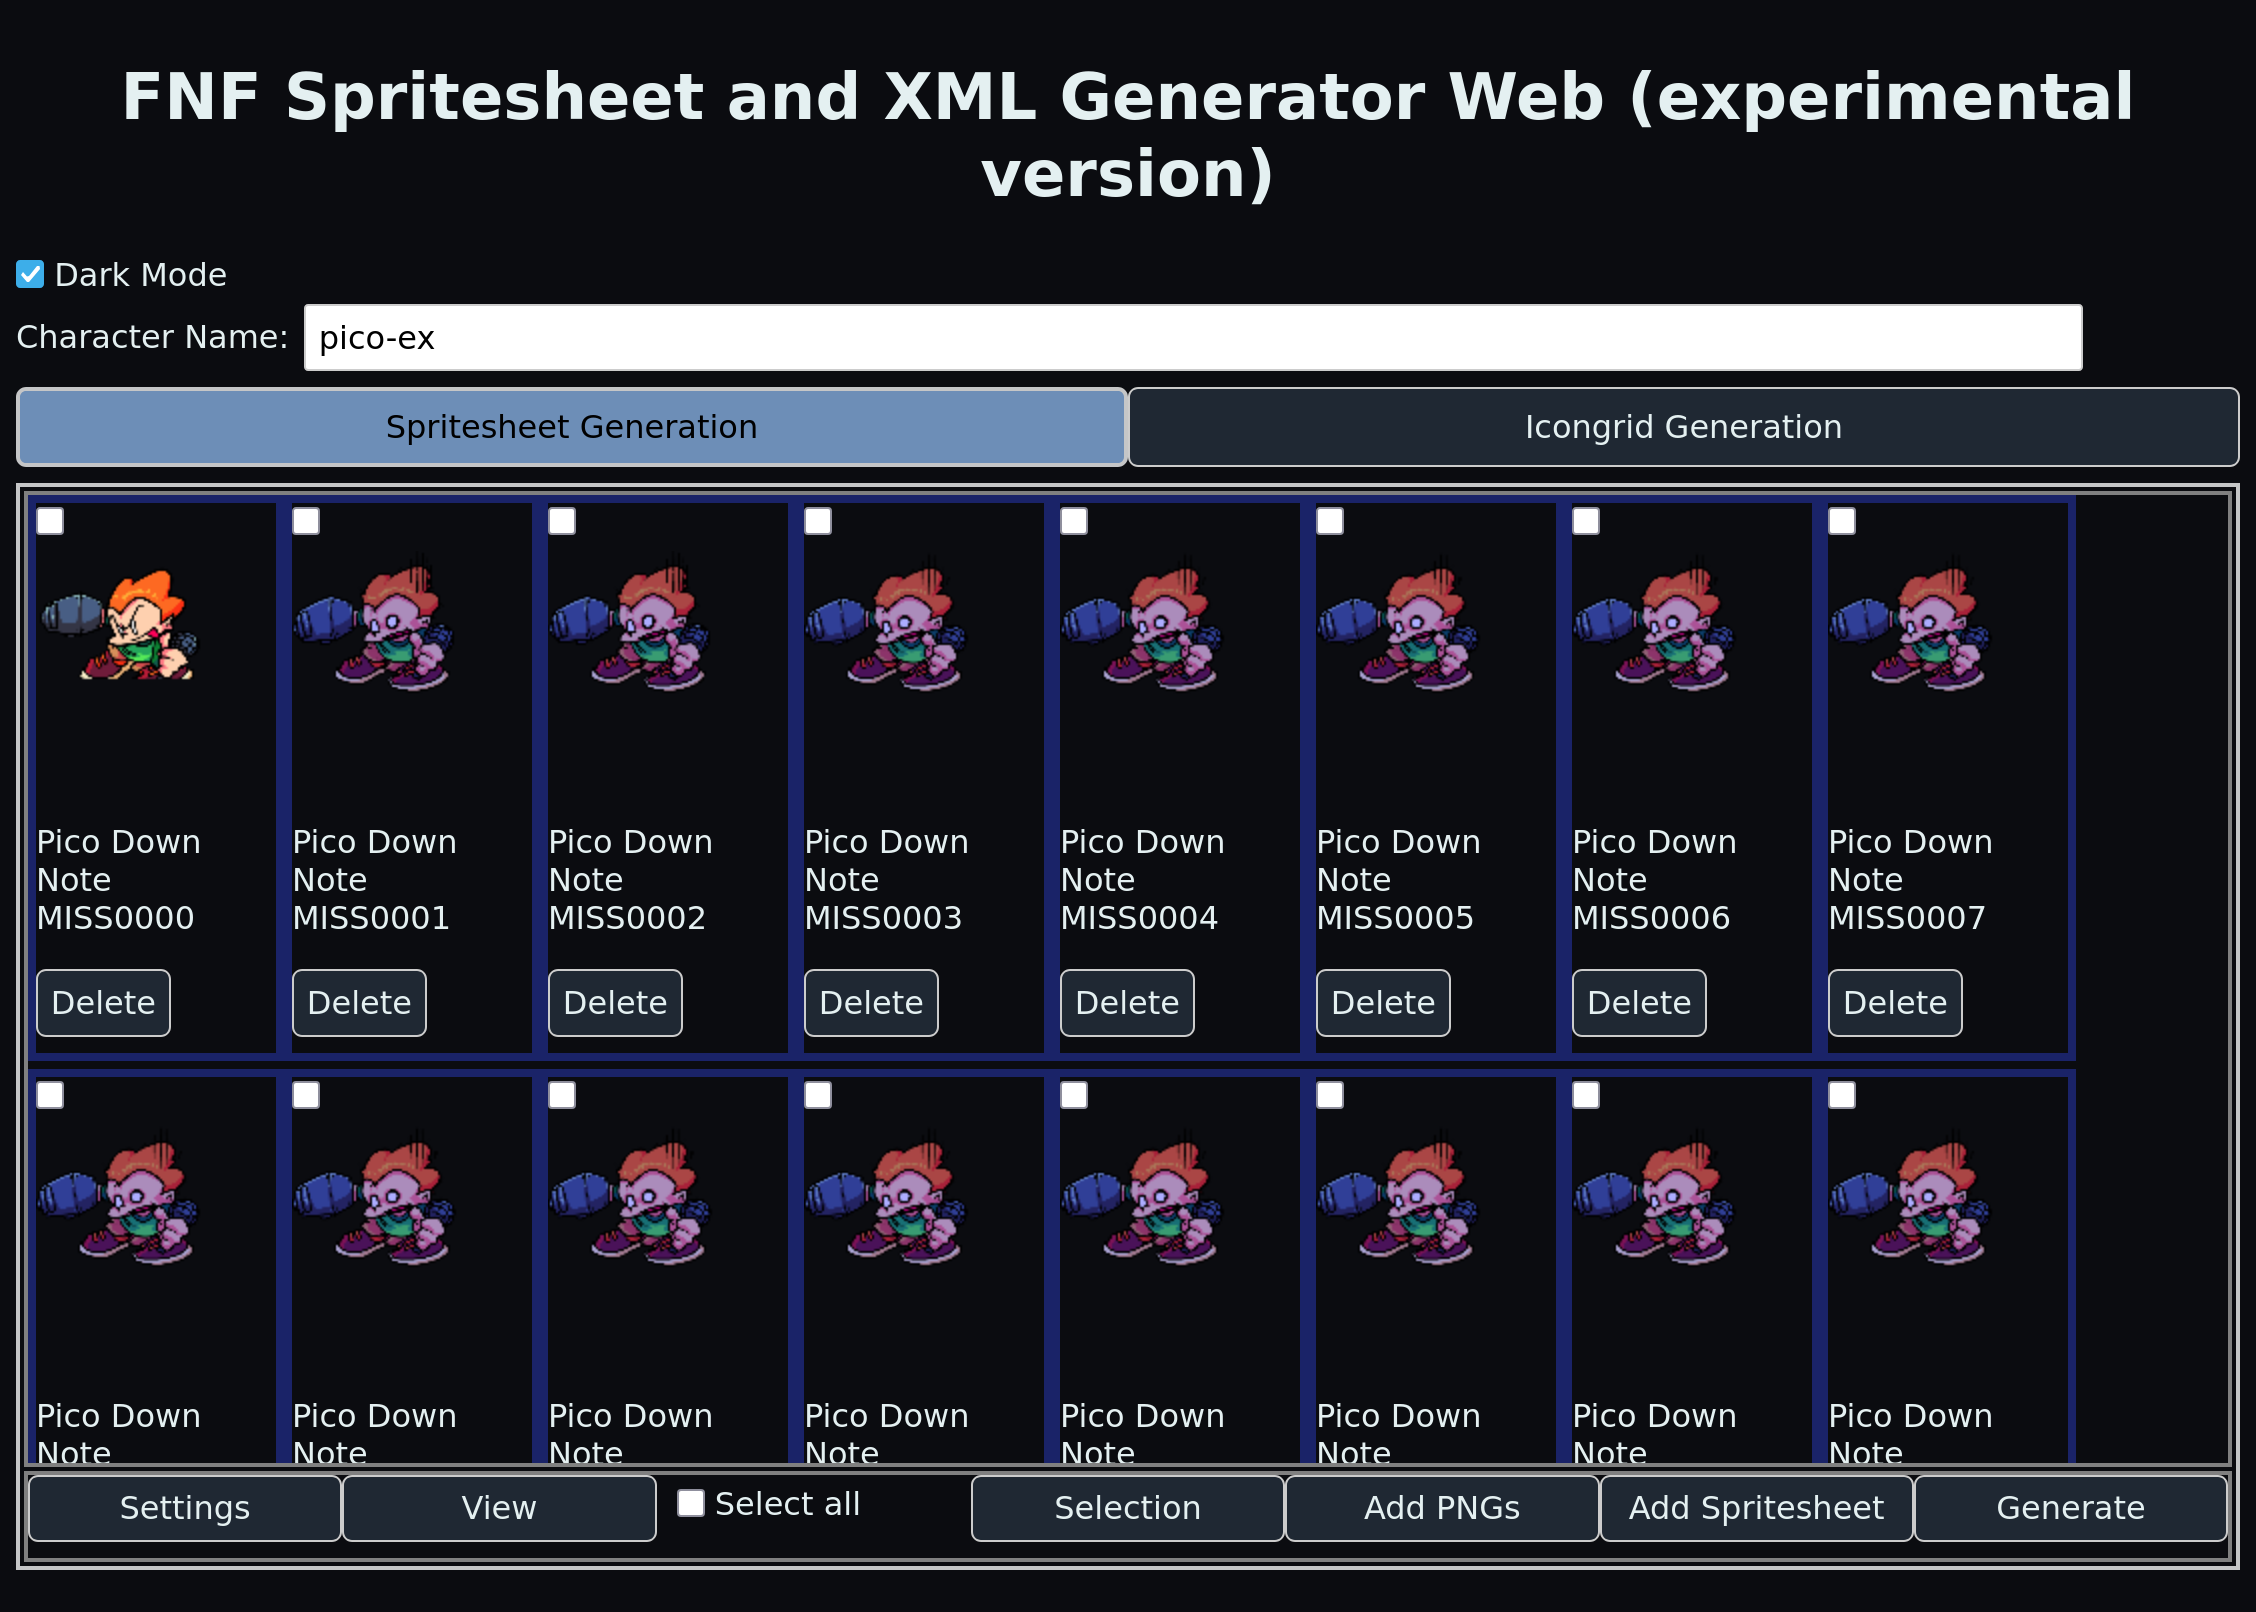 FNF Spritesheet and XML Generator Web (experimental
version)
Dark Mode
Character Name: pico-ex
Spritesheet Generation Icongrid Generation
Pico Down Pico Down Pico Down Pico Down Pico Down Pico Down Pico Down Pico Down
Note Note Note Note Note Note Note Note
MISS0000 MISS0001 MISS0002 MISS0003 MISS0004 MISS0005 MISS0006 MISS0007
Delete Delete Delete Delete Delete Delete Delete Delete
Pico Down Pico Down Pico Down Pico Down Pico Down Pico Down Pico Down Pico Down
Note Note Note Note Note Note Note Note
Settings View Select all Selection Add PNGs Add Spritesheet Generate